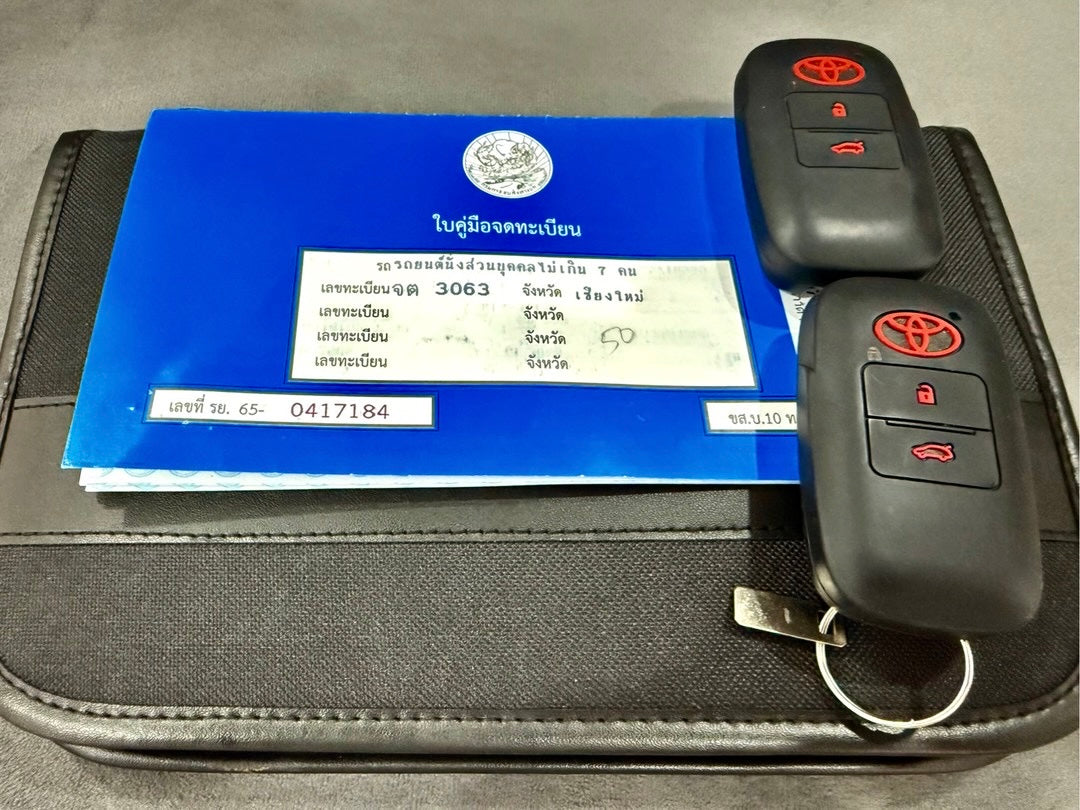 ใบคู่มือจดทะเบียน
รถ รถยนต์นั่งส่วนบุคคลไม่เกิน 7 คน
เลขทะเบียน จต 3063 จังหวัด เชียงใหม่
เลขทะเบียน จังหวัด
เลขทะเบียน จังหวัด 50
เลขทะเบียน จังหวัด
เลขที่ รย. 65- 0417184
ขส.บ.10 ท